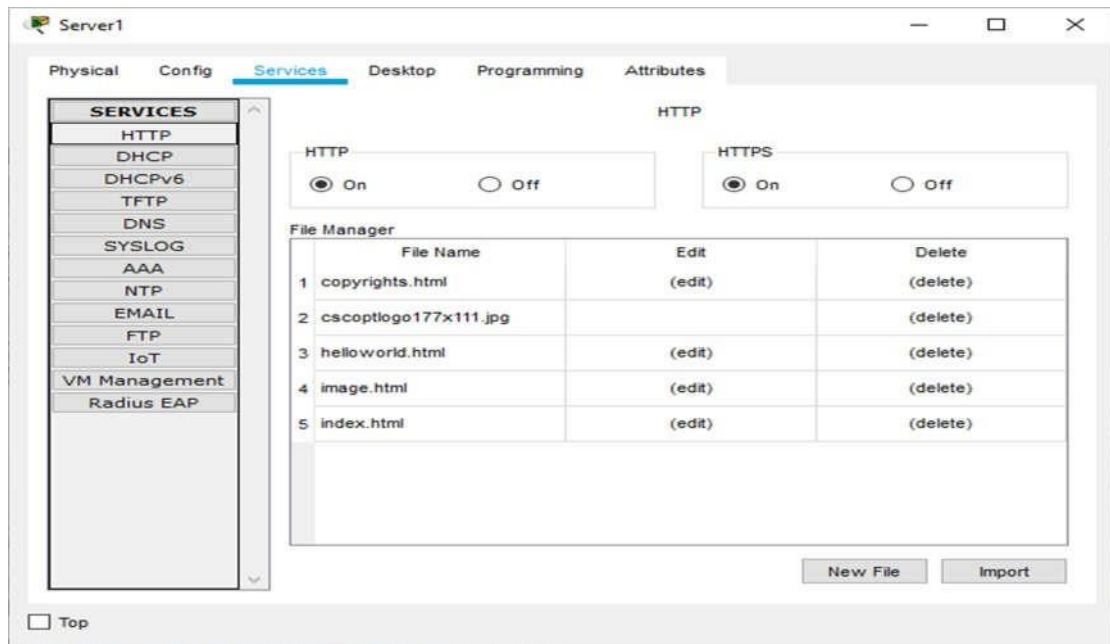 Server1
Physical Config Services Desktop Programming Attributes
SERVICES
HTTP
DHCP
DHCPv6
TFTP
DNS
SYSLOG
AAA
NTP
EMAIL
FTP
IoT
VM Management
Radius EAP
HTTP
HTTP
On Off
HTTPS
On Off
File Manager
File Name Edit Delete
1 copyrights.html (edit) (delete)
2 cscoptlogo177x111.jpg (delete)
3 helloworld.html (edit) (delete)
4 image.html (edit) (delete)
5 index.html (edit) (delete)
New File Import
Top